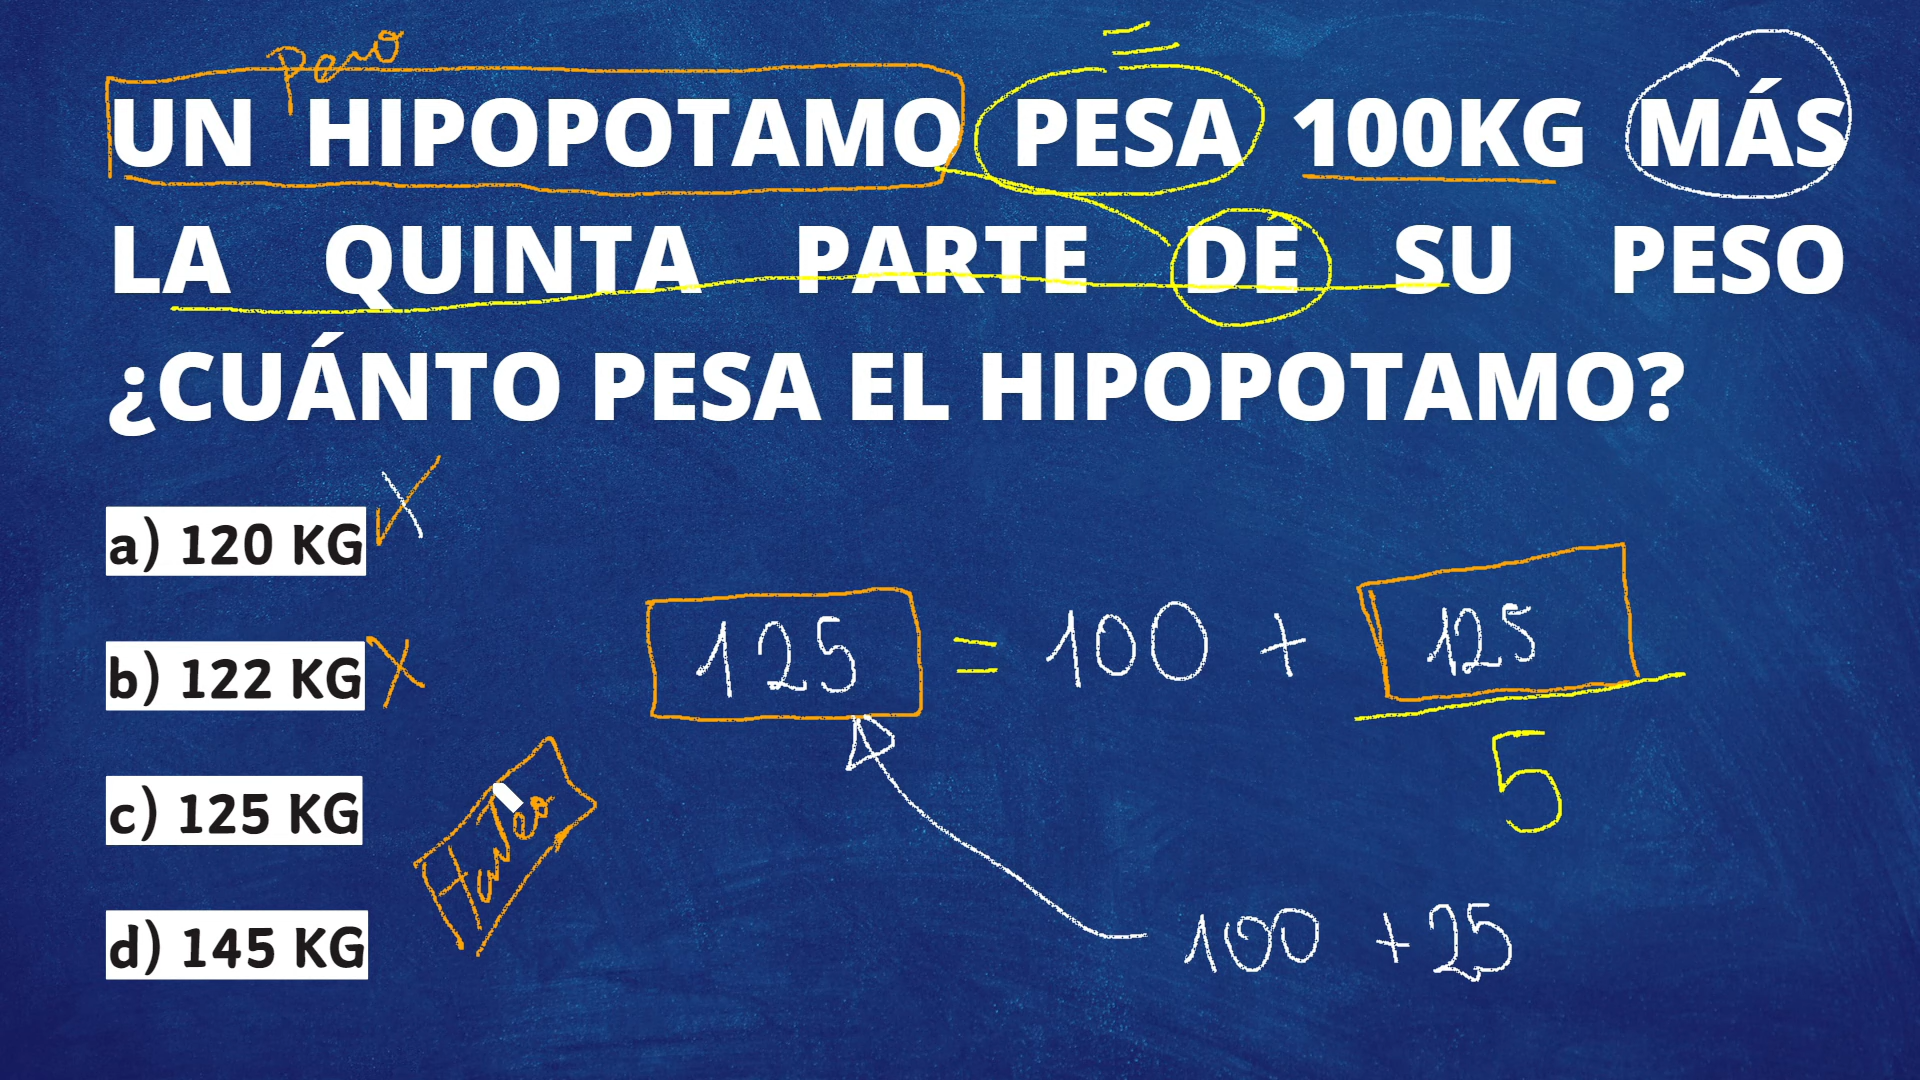 Peso
UN HIPOPOTAMO PESA 100KG MÁS
LA QUINTA PARTE DE SU PESO
¿CUÁNTO PESA EL HIPOPOTAMO?
a) 120 KG
b) 122 KG
c) 125 KG
d) 145 KG
Hanteo
125 = 100 + 125
5
100 + 25